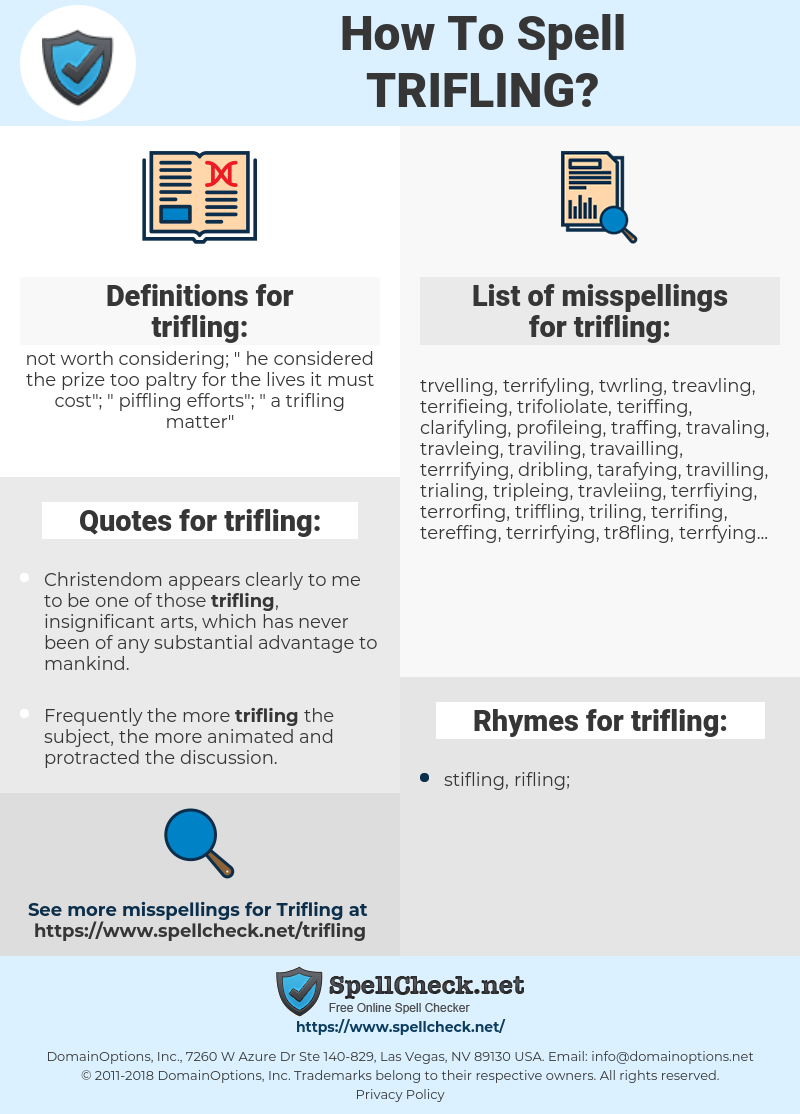 How To Spell
TRIFLING?
Definitions for
trifling:
not worth considering; " he considered
the prize too paltry for the lives it must
cost"; " piffling efforts"; " a trifling
matter"
List of misspellings
for trifling:
trvelling, terrifyling, twrling, treavling,
terrifieing, trifoliolate, teriffing,
clarifyling, profileing, traffing, travaling,
travleing, traviling, travailling,
terrrifying, dribling, tarafying, travilling,
trialing, tripleing, travleiing, terrfiying,
terrorfing, triffling, triling, terrifing,
tereffing, terrirfying, tr8fling, terrfying...
Quotes for trifling:
Christendom appears clearly to me
to be one of those trifling,
insignificant arts, which has never
been of any substantial advantage to
mankind.
Frequently the more trifling the
subject, the more animated and
protracted the discussion.
Rhymes for trifling:
stifling, rifling;
See more misspellings for Trifling at
https://www.spellcheck.net/trifling
SpellCheck.net
Free Online Spell Checker
https://www.spellcheck.net/
DomainOptions, Inc., 7260 W Azure Dr Ste 140-829, Las Vegas, NV 89130 USA. Email: info@domainoptions.net
© 2011-2018 DomainOptions, Inc. Trademarks belong to their respective owners. All rights reserved.
Privacy Policy